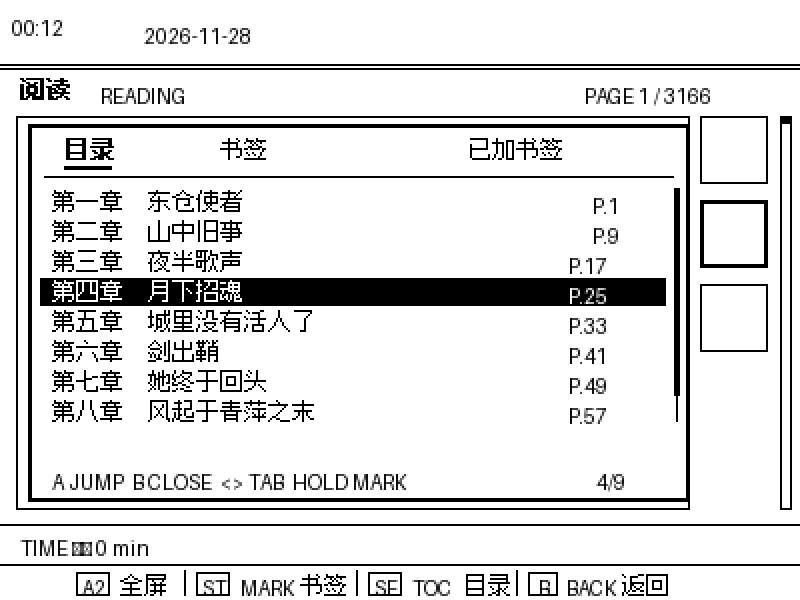 00:12
2026-11-28
阅读 READING PAGE 1 / 3166
目录 书签 已加书签
第一章 东仓使者 P.1
第二章 山中旧事 P.9
第三章 夜半歌声 P.17
第四章 月下招魂 P.25
第五章 城里没有活人了 P.33
第六章 剑出鞘 P.41
第七章 她终于回头 P.49
第八章 风起于青萍之末 P.57
A JUMP B CLOSE <> TAB HOLD MARK 4/9
TIME 0 min
A2 全屏 ST MARK 书签 SE TOC 目录 B BACK 返回